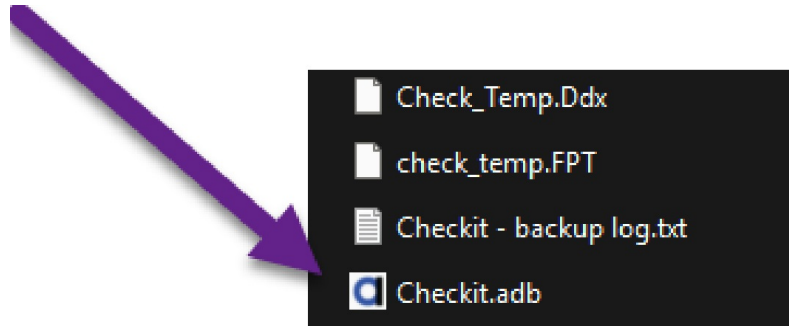 Check_Temp.Ddx
check_temp.FPT
Checkit - backup log.txt
Checkit.adb